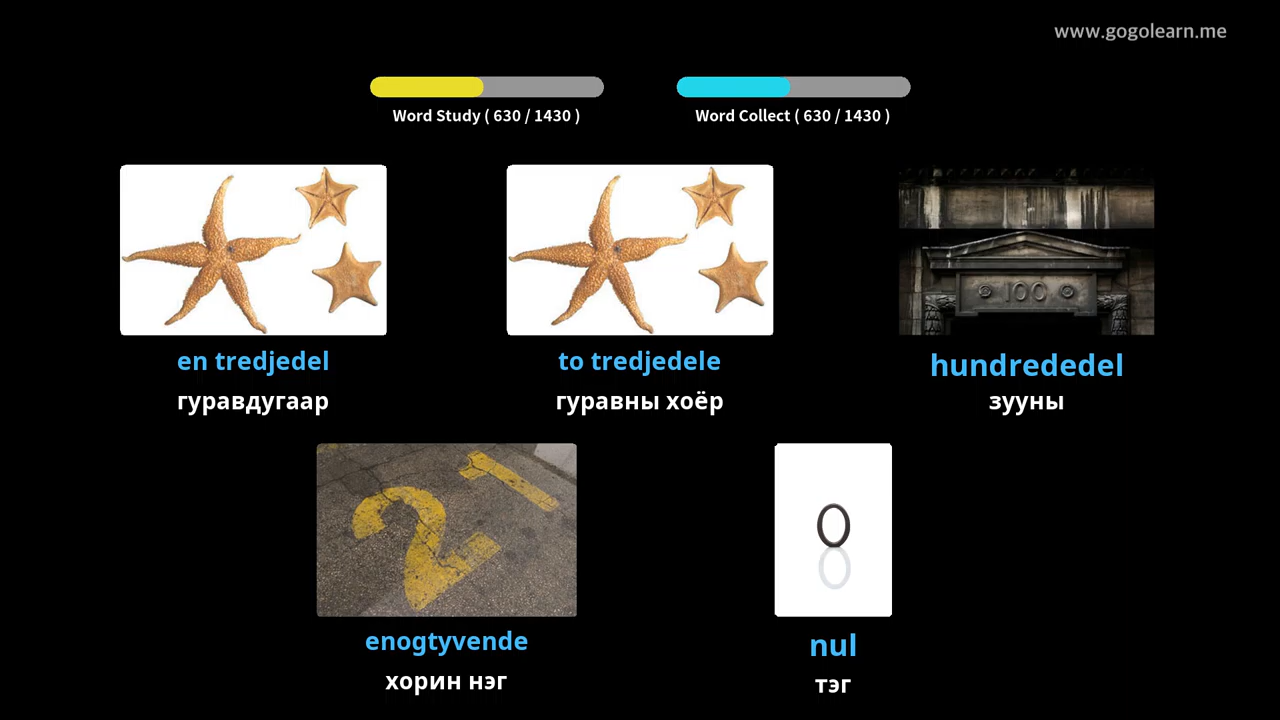 www.gogolearn.me
Word Study ( 630 / 1430 )
Word Collect ( 630 / 1430 )
100
en tredjedel
to tredjedele
hundrededel
гуравдугаар
гуравны хоёр
зууны
21
0
enogtyvende
nul
хорин нэг
тэг